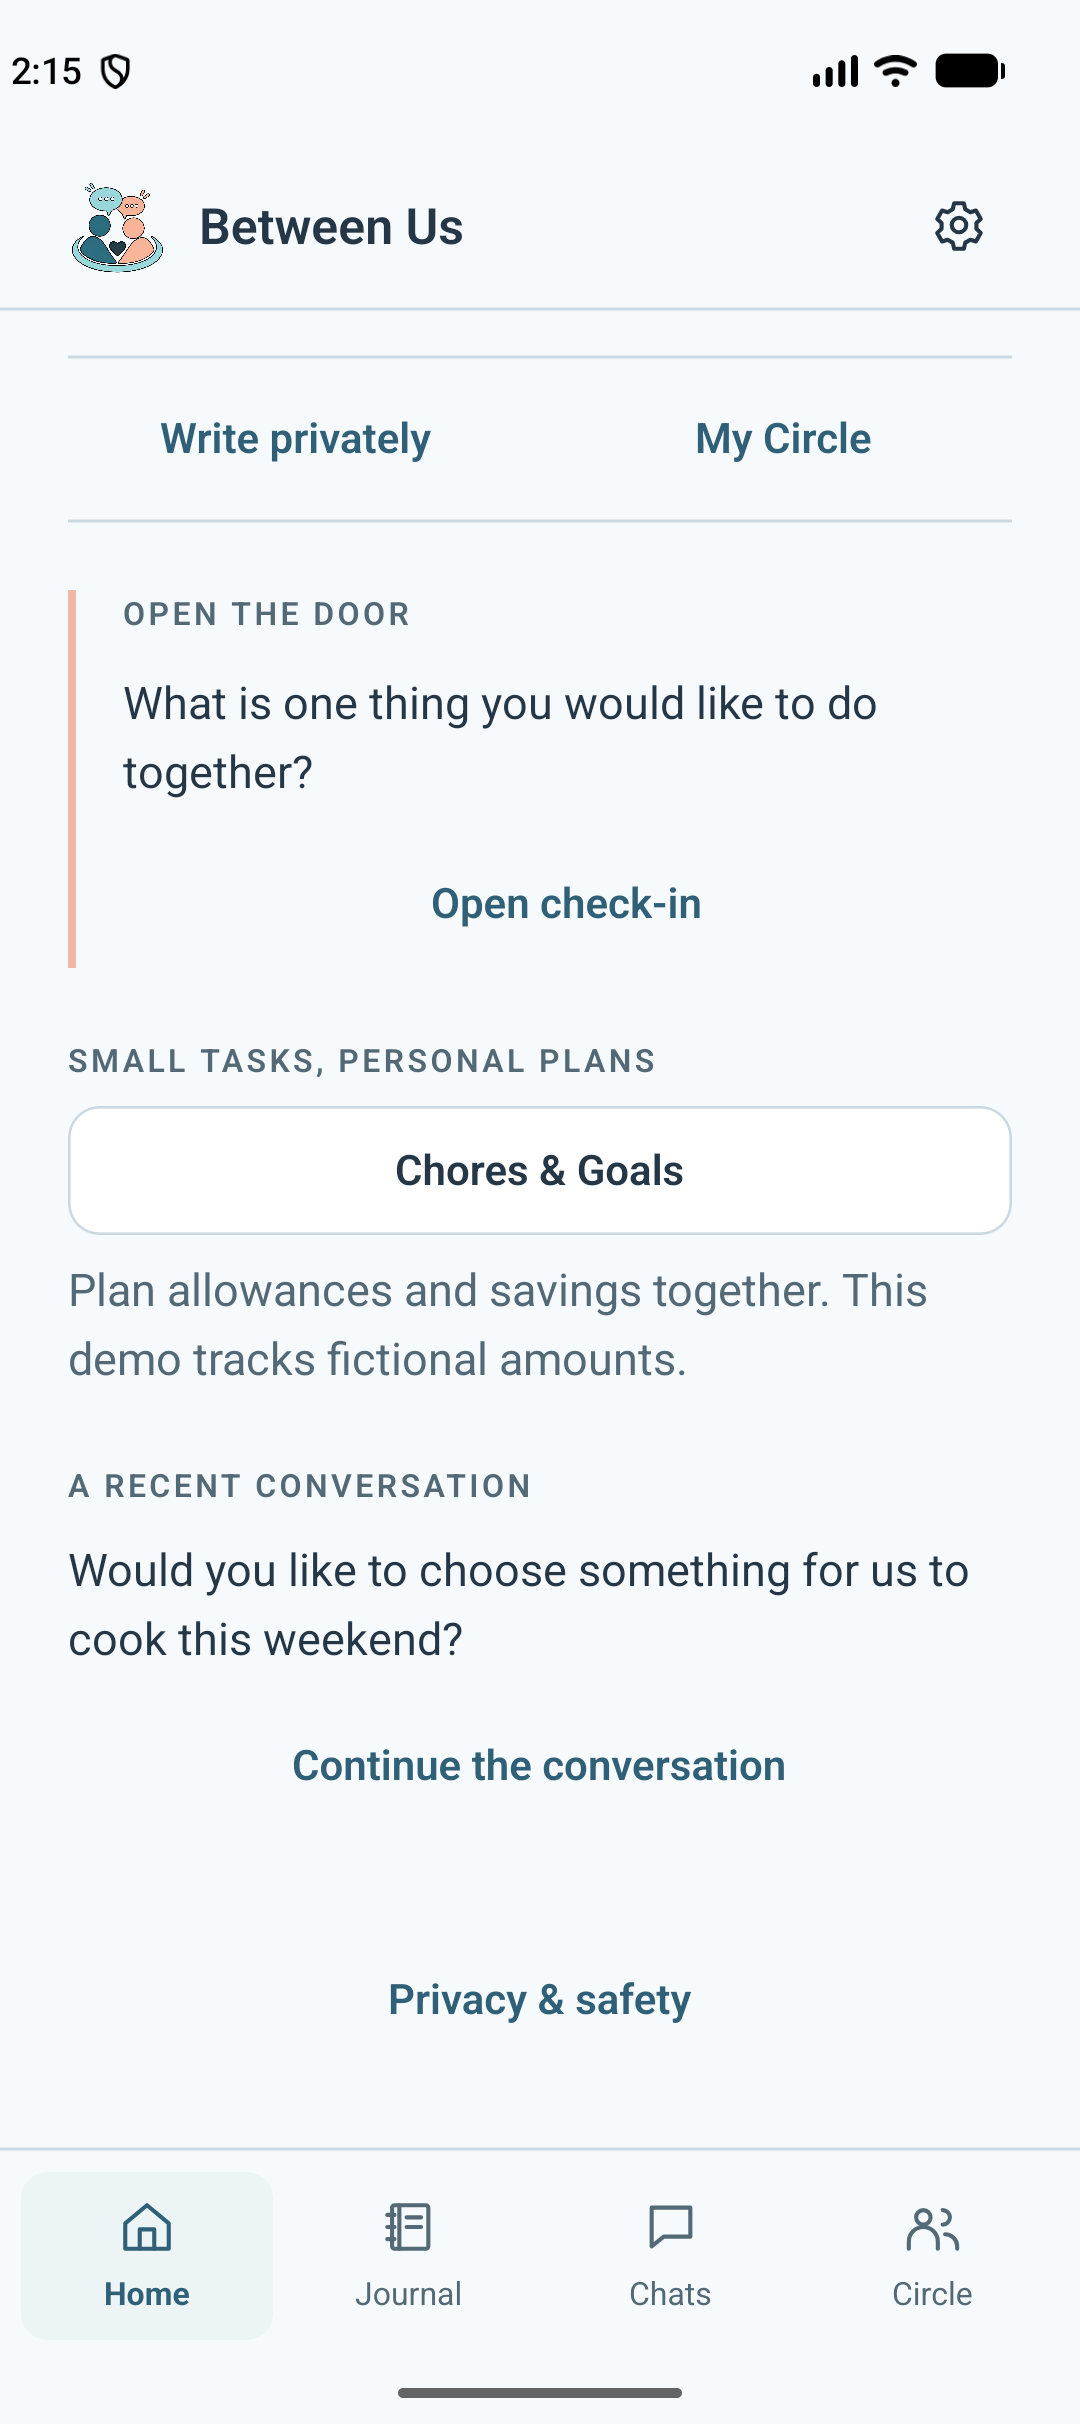 2:15
Between Us
Write privately
My Circle
OPEN THE DOOR
What is one thing you would like to do
together?
Open check-in
SMALL TASKS, PERSONAL PLANS
Chores & Goals
Plan allowances and savings together. This
demo tracks fictional amounts.
A RECENT CONVERSATION
Would you like to choose something for us to
cook this weekend?
Continue the conversation
Privacy & safety
Home
Journal
Chats
Circle